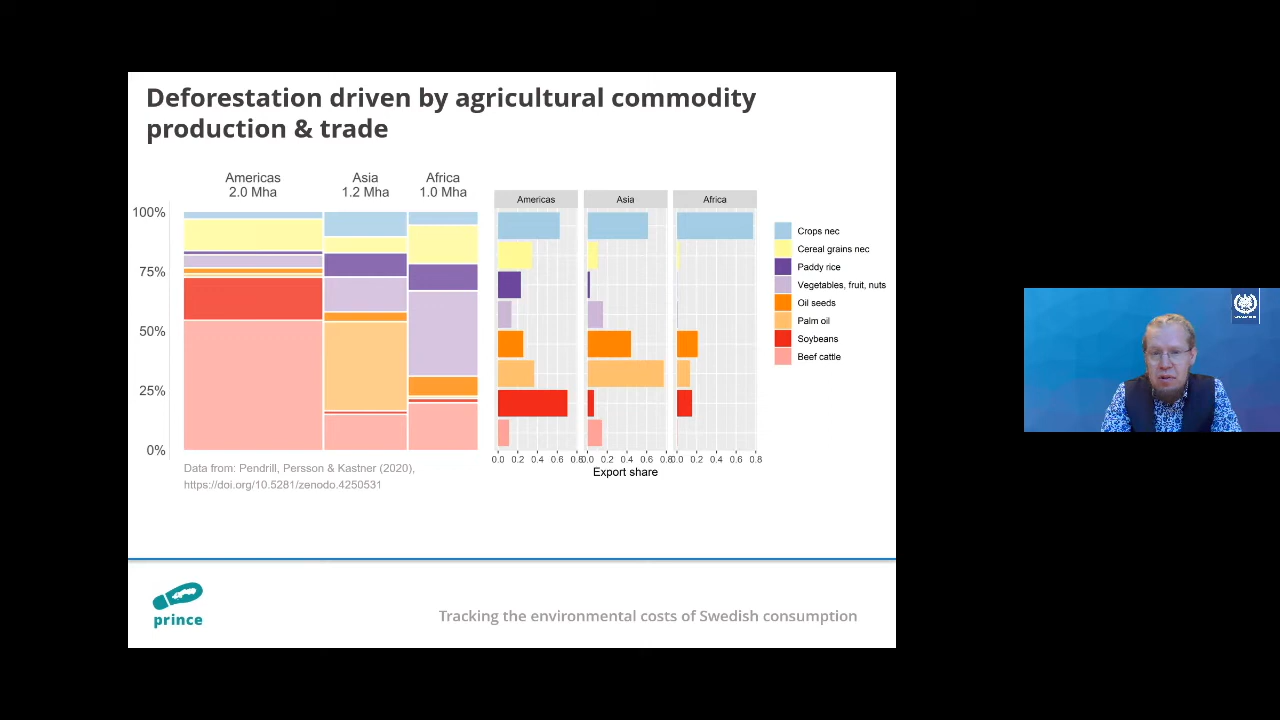 Deforestation driven by agricultural commodity
production & trade
Americas
2.0 Mha
Asia
1.2 Mha
Africa
1.0 Mha
100%
75%
50%
25%
0%
Americas
Asia
Africa
0.0 0.2 0.4 0.6 0.8
0.0 0.2 0.4 0.6 0.8
0.0 0.2 0.4 0.6 0.8
Export share
Crops nec
Cereal grains nec
Paddy rice
Vegetables, fruit, nuts
Oil seeds
Palm oil
Soybeans
Beef cattle
Data from: Pendrill, Persson & Kastner (2020),
https://doi.org/10.5281/zenodo.4250531
prince
Tracking the environmental costs of Swedish consumption